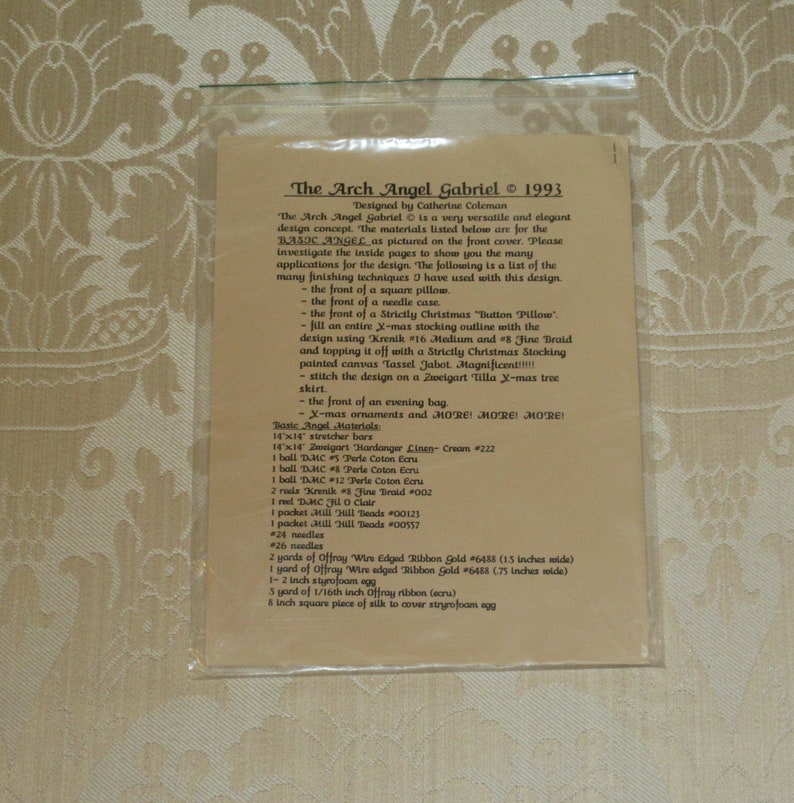 The Arch Angel Gabriel © 1993
Designed by Catherine Coleman
The Arch Angel Gabriel © is a very versatile and elegant
design concept. The materials listed below are for the
BASIC ANGEL as pictured on the front cover. Please
investigate the inside pages to show you the many
applications for the design. The following is a list of the
many finishing techniques I have used with this design.
- the front of a square pillow.
- the front of a needle case.
- the front of a Strictly Christmas "Button Pillow".
- fill an entire X-mas stocking outline with the
design using Krenik #16 Medium and #8 Fine Braid
and topping it off with a Strictly Christmas Stocking
painted canvas Tassel Jabot. Magnificent!!!!!
- stitch the design on a Zweigart Tilla X-mas tree
skirt.
- the front of an evening bag.
- X-mas ornaments and MORE! MORE! MORE!
Basic Angel Materials:
14"x14" stretcher bars
14"x14" Zweigart Hardanger Linen- Cream #222
1 ball DMC #5 Perle Coton Ecru
1 ball DMC #8 Perle Coton Ecru
1 ball DMC #12 Perle Coton Ecru
2 reels Krenik #8 Fine Braid #002
1 reel DMC Fil O Clair
1 packet Mill Hill Beads #00123
1 packet Mill Hill Beads #00557
#24 needles
#26 needles
2 yards of Offray Wire Edged Ribbon Gold #6488 (1.5 inches wide)
1 yard of Offray Wire edged Ribbon Gold #6488 (.75 inches wide)
1- 2 inch styrofoam egg
.5 yard of 1/16th inch Offray ribbon (ecru)
8 inch square piece of silk to cover stryrofoam egg